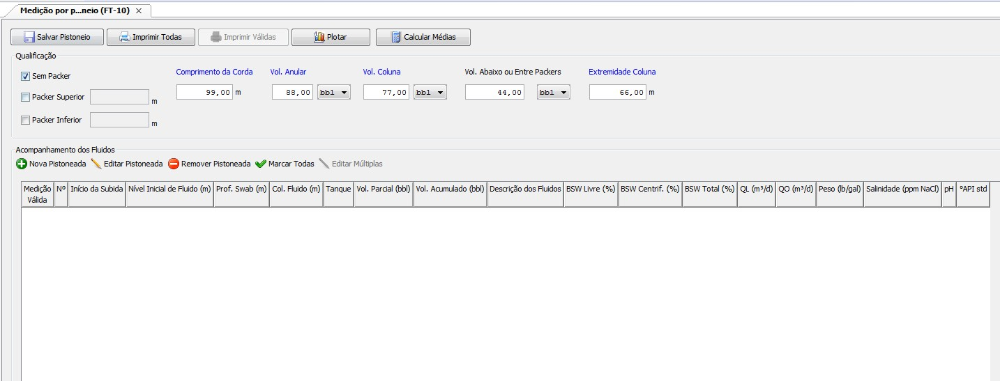 Medição por p...neio (FT-10)
Salvar Pistoneio Imprimir Todas Imprimir Válidas Plotar Calcular Médias
Qualificação
Sem Packer
Packer Superior m
Packer Inferior m
Comprimento da Corda Vol. Anular Vol. Coluna Vol. Abaixo ou Entre Packers Extremidade Coluna
99,00 m 88,00 bbl 77,00 bbl 44,00 bbl 66,00 m
Acompanhamento dos Fluidos
Nova Pistoneada Editar Pistoneada Remover Pistoneada Marcar Todas Editar Múltiplas
Medição Válida Nº Início da Subida Nível Inicial de Fluido (m) Prof. Swab (m) Col. Fluido (m) Tanque Vol. Parcial (bbl) Vol. Acumulado (bbl) Descrição dos Fluidos BSW Livre (%) BSW Centrif. (%) BSW Total (%) QL (m³/d) QO (m³/d) Peso (lb/gal) Salinidade (ppm NaCl) pH ºAPI std